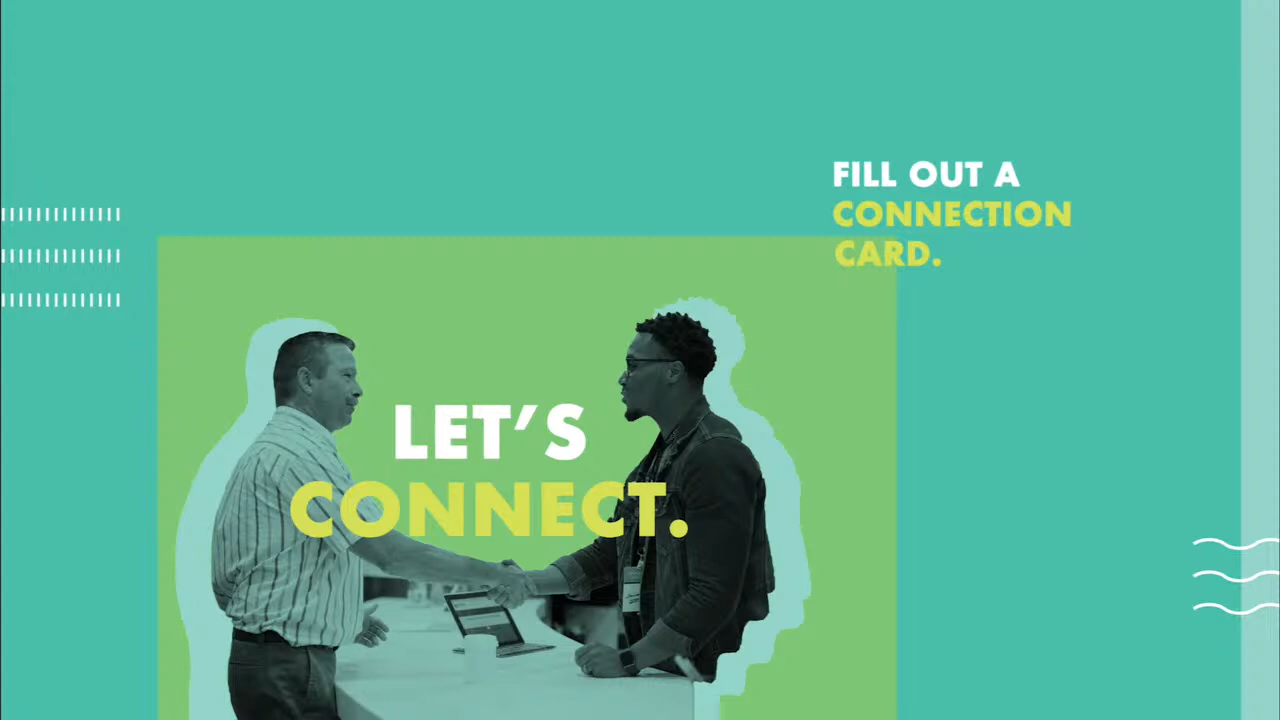 FILL OUT A
CONNECTION
CARD.
LET'S
CONNECT.